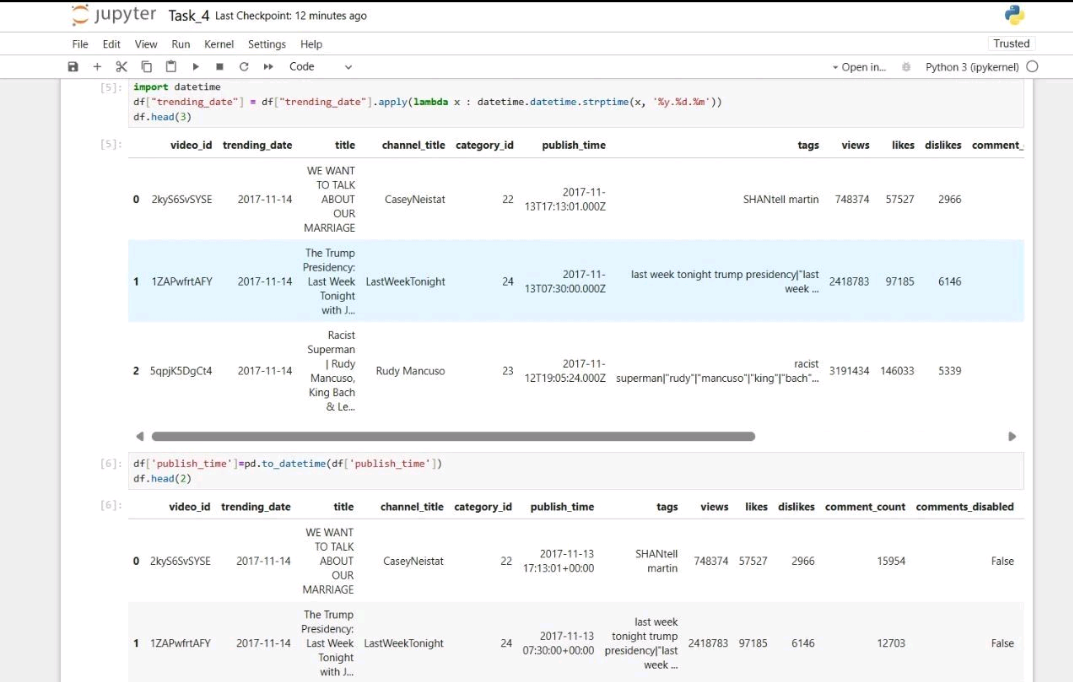 jupyter Task_4 Last Checkpoint: 12 minutes ago
File Edit View Run Kernel Settings Help Trusted
Code Open in... Python 3 (ipykernel)
[5]: import datetime
df["trending_date"] = df["trending_date"].apply(lambda x : datetime.datetime.strptime(x, '%y.%d.%m'))
df.head(3)
[5]: video_id trending_date title channel_title category_id publish_time tags views likes dislikes comment_
WE WANT
TO TALK
0 2kyS6SvSYSE 2017-11-14 ABOUT CaseyNeistat 22 2017-11- SHANtell martin 748374 57527 2966
OUR 13T17:13:01.000Z
MARRIAGE
The Trump
Presidency:
1 1ZAPwfrtAFY 2017-11-14 Last Week LastWeekTonight 24 2017-11- last week tonight trump presidency|"last 2418783 97185 6146
Tonight 13T07:30:00.000Z week ...
with J...
Racist
Superman
| Rudy
2 5qpjK5DgCt4 2017-11-14 Mancuso, Rudy Mancuso 23 2017-11- racist 3191434 146033 5339
King Bach 12T19:05:24.000Z superman|"rudy"|"mancuso"|"king"|"bach"...
& Le...
[6]: df['publish_time']=pd.to_datetime(df['publish_time'])
df.head(2)
[6]: video_id trending_date title channel_title category_id publish_time tags views likes dislikes comment_count comments_disabled
WE WANT
TO TALK
0 2kyS6SvSYSE 2017-11-14 ABOUT CaseyNeistat 22 2017-11-13 SHANtell 748374 57527 2966 15954 False
OUR 17:13:01+00:00 martin
MARRIAGE
The Trump
Presidency: last week
1 1ZAPwfrtAFY 2017-11-14 Last Week LastWeekTonight 24 2017-11-13 tonight trump 2418783 97185 6146 12703 False
Tonight 07:30:00+00:00 presidency|"last
with J... week ...